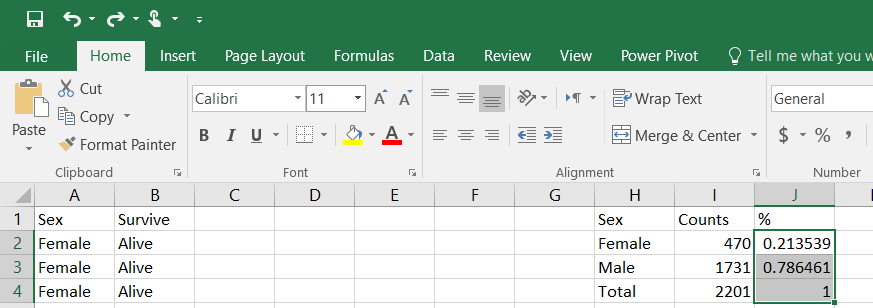 File Home Insert Page Layout Formulas Data Review View Power Pivot Tell me what you w
Paste
Cut
Copy
Format Painter
Clipboard
Calibri 11 A A
B I U A
Font
Wrap Text
Merge & Center
Alignment
General
$ % ,
Number
A B C D E F G H I J
1 Sex Survive Sex Counts %
2 Female Alive Female 470 0.213539
3 Female Alive Male 1731 0.786461
4 Female Alive Total 2201 1